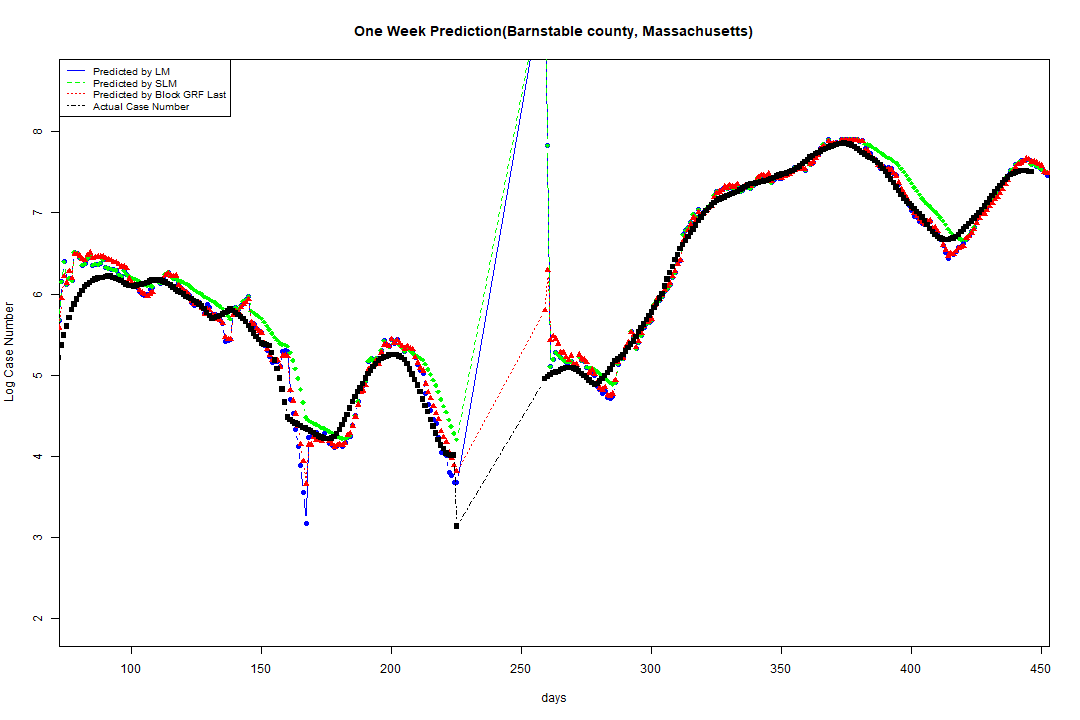 One Week Prediction(Barnstable county, Massachusetts)
Predicted by LM
Predicted by SLM
Predicted by Block GRF Last
Actual Case Number
8
7
6
5
4
3
2
Log Case Number
100 150 200 250 300 350 400 450
days